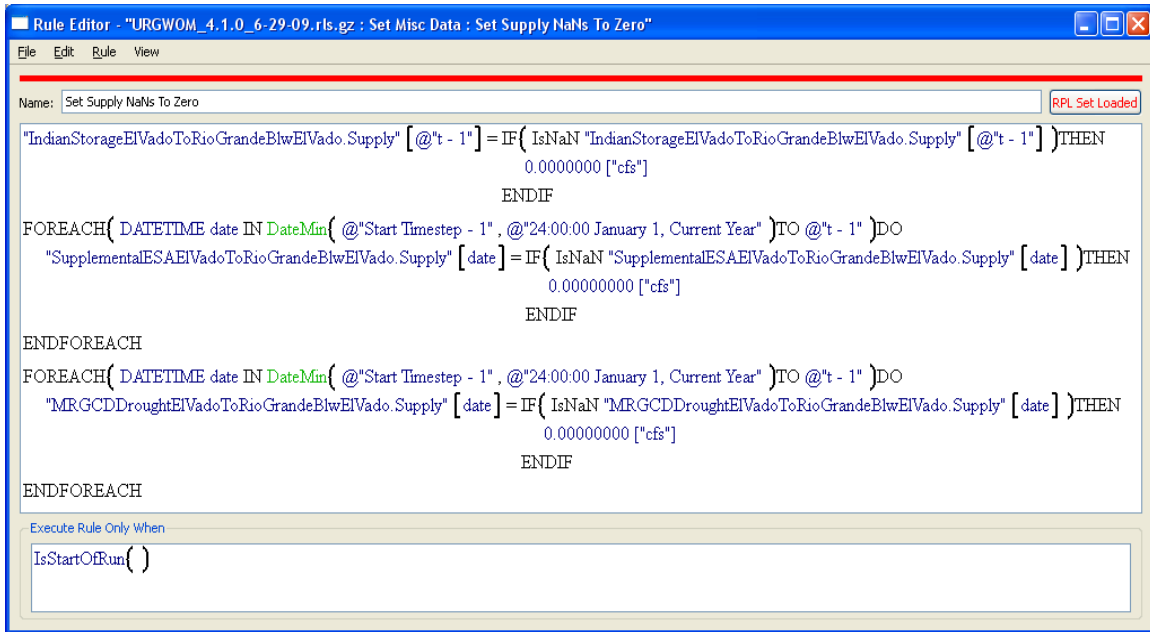 Rule Editor - "URGWOM_4.1.0_6-29-09.rls.gz : Set Misc Data : Set Supply NaNs To Zero"
File Edit Rule View
Name: Set Supply NaNs To Zero RPL Set Loaded
"IndianStorageElVadoToRioGrandeBlwElVado.Supply" [@"t - 1"] = IF( IsNaN "IndianStorageElVadoToRioGrandeBlwElVado.Supply" [@"t - 1"] )THEN
0.0000000 ["cfs"]
ENDIF
FOREACH( DATETIME date IN DateMin( @"Start Timestep - 1" , @"24:00:00 January 1, Current Year" )TO @"t - 1" )DO
"SupplementalESAElVadoToRioGrandeBlwElVado.Supply" [ date ] = IF( IsNaN "SupplementalESAElVadoToRioGrandeBlwElVado.Supply" [ date ] )THEN
0.00000000 ["cfs"]
ENDIF
ENDFOREACH
FOREACH( DATETIME date IN DateMin( @"Start Timestep - 1" , @"24:00:00 January 1, Current Year" )TO @"t - 1" )DO
"MRGCDDroughtElVadoToRioGrandeBlwElVado.Supply" [ date ] = IF( IsNaN "MRGCDDroughtElVadoToRioGrandeBlwElVado.Supply" [ date ] )THEN
0.00000000 ["cfs"]
ENDIF
ENDFOREACH
Execute Rule Only When
IsStartOfRun( )